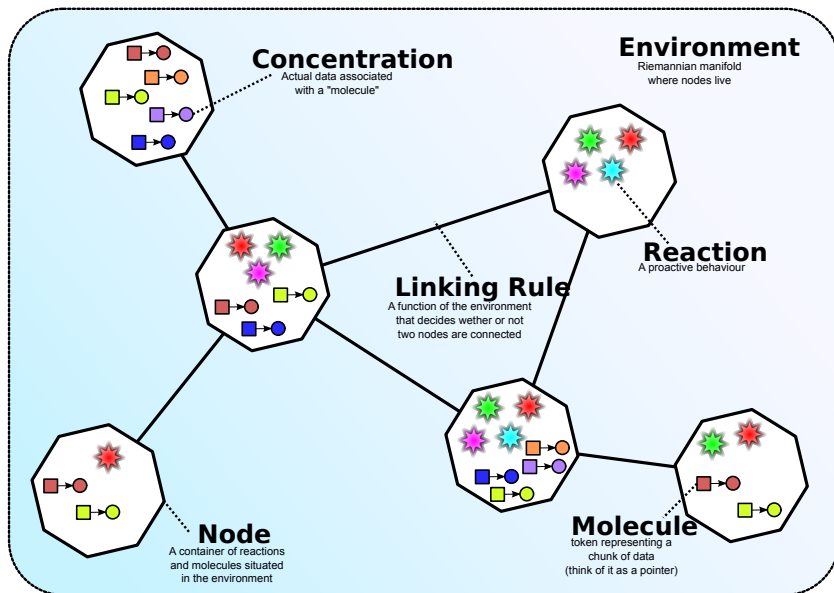 Concentration
Actual data associated
with a "molecule"
Environment
Riemannian manifold
where nodes live
Reaction
A proactive behaviour
Linking Rule
A function of the environment
that decides wether or not
two nodes are connected
Node
A container of reactions
and molecules situated
in the environment
Molecule
token representing a
chunk of data
(think of it as a pointer)